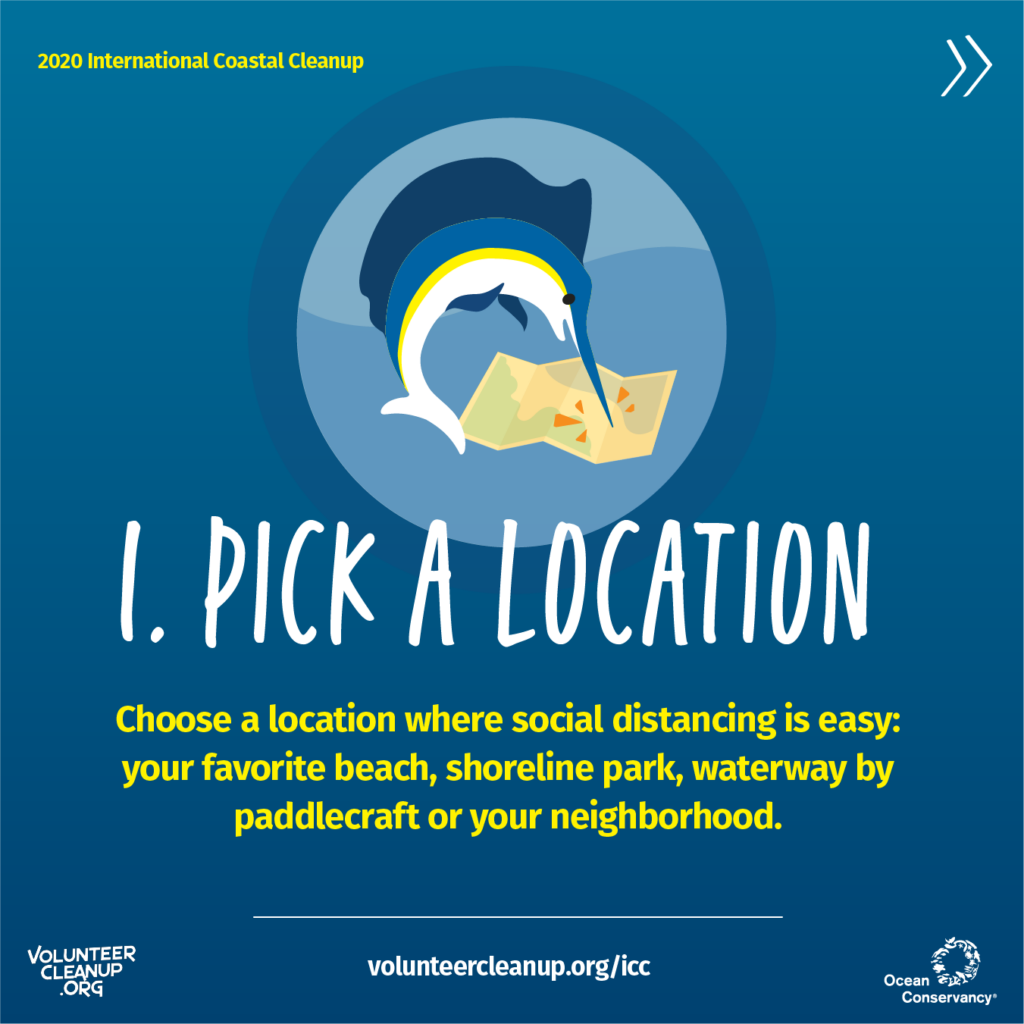 2020 International Coastal Cleanup
1. PICK A LOCATION
Choose a location where social distancing is easy:
your favorite beach, shoreline park, waterway by
paddlecraft or your neighborhood.
VOLUNTEER
CLEANUP
.ORG
volunteercleanup.org/icc
Ocean
Conservancy®